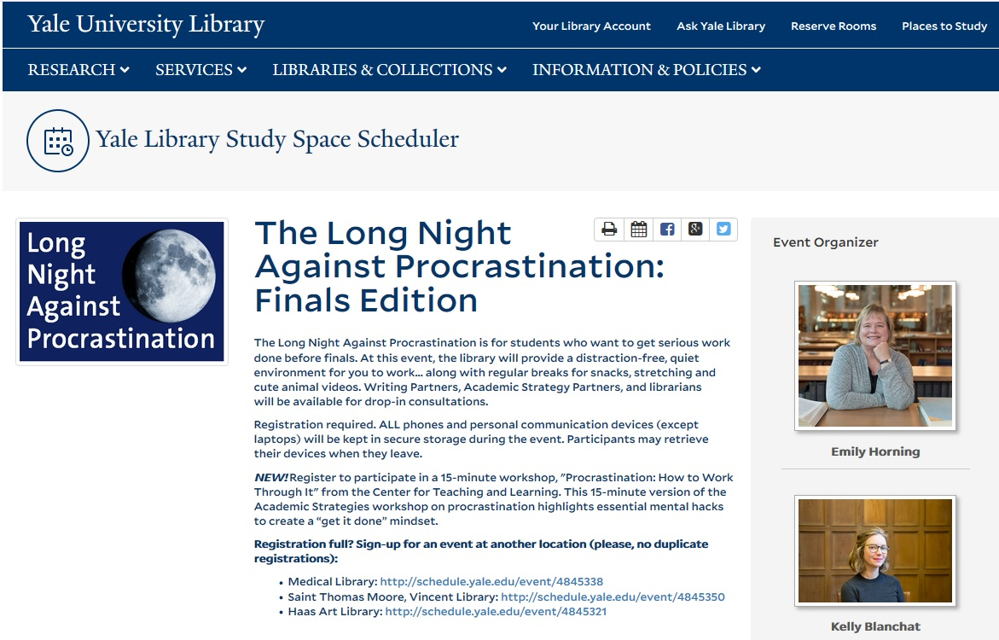 Yale University Library
Your Library Account
Ask Yale Library
Reserve Rooms
Places to Study
RESEARCH
SERVICES
LIBRARIES & COLLECTIONS
INFORMATION & POLICIES
Yale Library Study Space Scheduler
Long
Night
Against
Procrastination
The Long Night
Against Procrastination:
Finals Edition
The Long Night Against Procrastination is for students who want to get serious work
done before finals. At this event, the library will provide a distraction-free, quiet
environment for you to work... along with regular breaks for snacks, stretching and
cute animal videos. Writing Partners, Academic Strategy Partners, and librarians
will be available for drop-in consultations.
Registration required. ALL phones and personal communication devices (except
laptops) will be kept in secure storage during the event. Participants may retrieve
their devices when they leave.
NEW! Register to participate in a 15-minute workshop, "Procrastination: How to Work
Through It" from the Center for Teaching and Learning. This 15-minute version of the
Academic Strategies workshop on procrastination highlights essential mental hacks
to create a “get it done” mindset.
Registration full? Sign-up for an event at another location (please, no duplicate
registrations):
• Medical Library: http://schedule.yale.edu/event/4845338
• Saint Thomas Moore, Vincent Library: http://schedule.yale.edu/event/4845350
• Haas Art Library: http://schedule.yale.edu/event/4845321
Event Organizer
Emily Horning
Kelly Blanchat